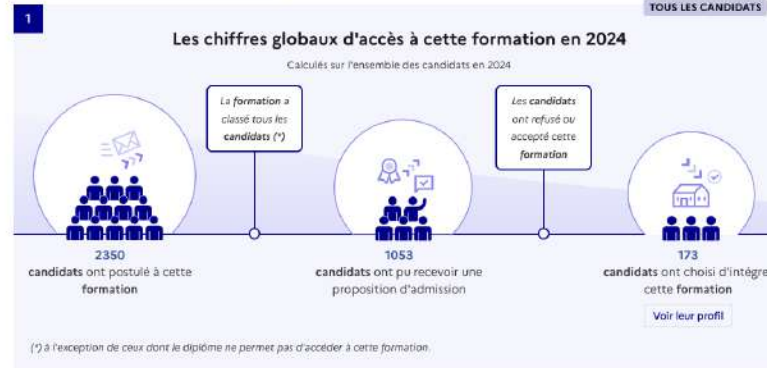 TOUS LES CANDIDATS
1
Les chiffres globaux d'accès à cette formation en 2024
Calculés sur l'ensemble des candidats en 2024
La formation a
classé tous les
candidats (*)
Les candidats
ont refusé ou
accepté cette
formation
2350
candidats ont postulé à cette
formation
1053
candidats ont pu recevoir une
proposition d'admission
173
candidats ont choisi d'intégre
cette formation
Voir leur profil
(*) à l'exception de ceux dont le diplôme ne permet pas d'accéder à cette formation.